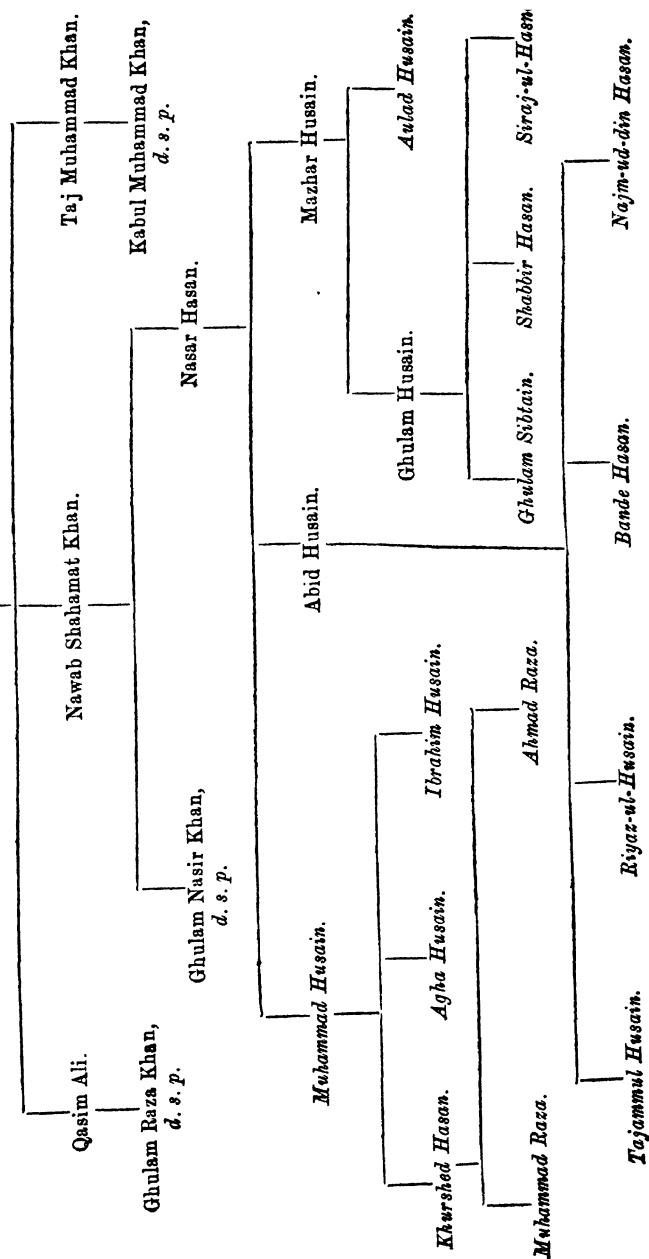 Qasim Ali.
Nawab Shahamat Khan.
Taj Muhammad Khan.
Ghulam Raza Khan,
d. s. p.
Kabul Muhammad Khan,
d. s. p.
Ghulam Nasir Khan,
d. s. p.
Nasar Hasan.
Muhammad Husain.
Abid Husain.
Mazhar Husain.
Khurshed Hasan.
Agha Husain.
Ibrahim Husain.
Ghulam Husain.
Aulad Husain.
Muhammad Raza.
Ahmad Raza.
Ghulam Sibtain.
Shabbir Hasan.
Siraj-ul-Hasn
Tajammul Husain.
Riyaz-ul-Husain.
Bande Hasan.
Najm-ud-din Hasan.